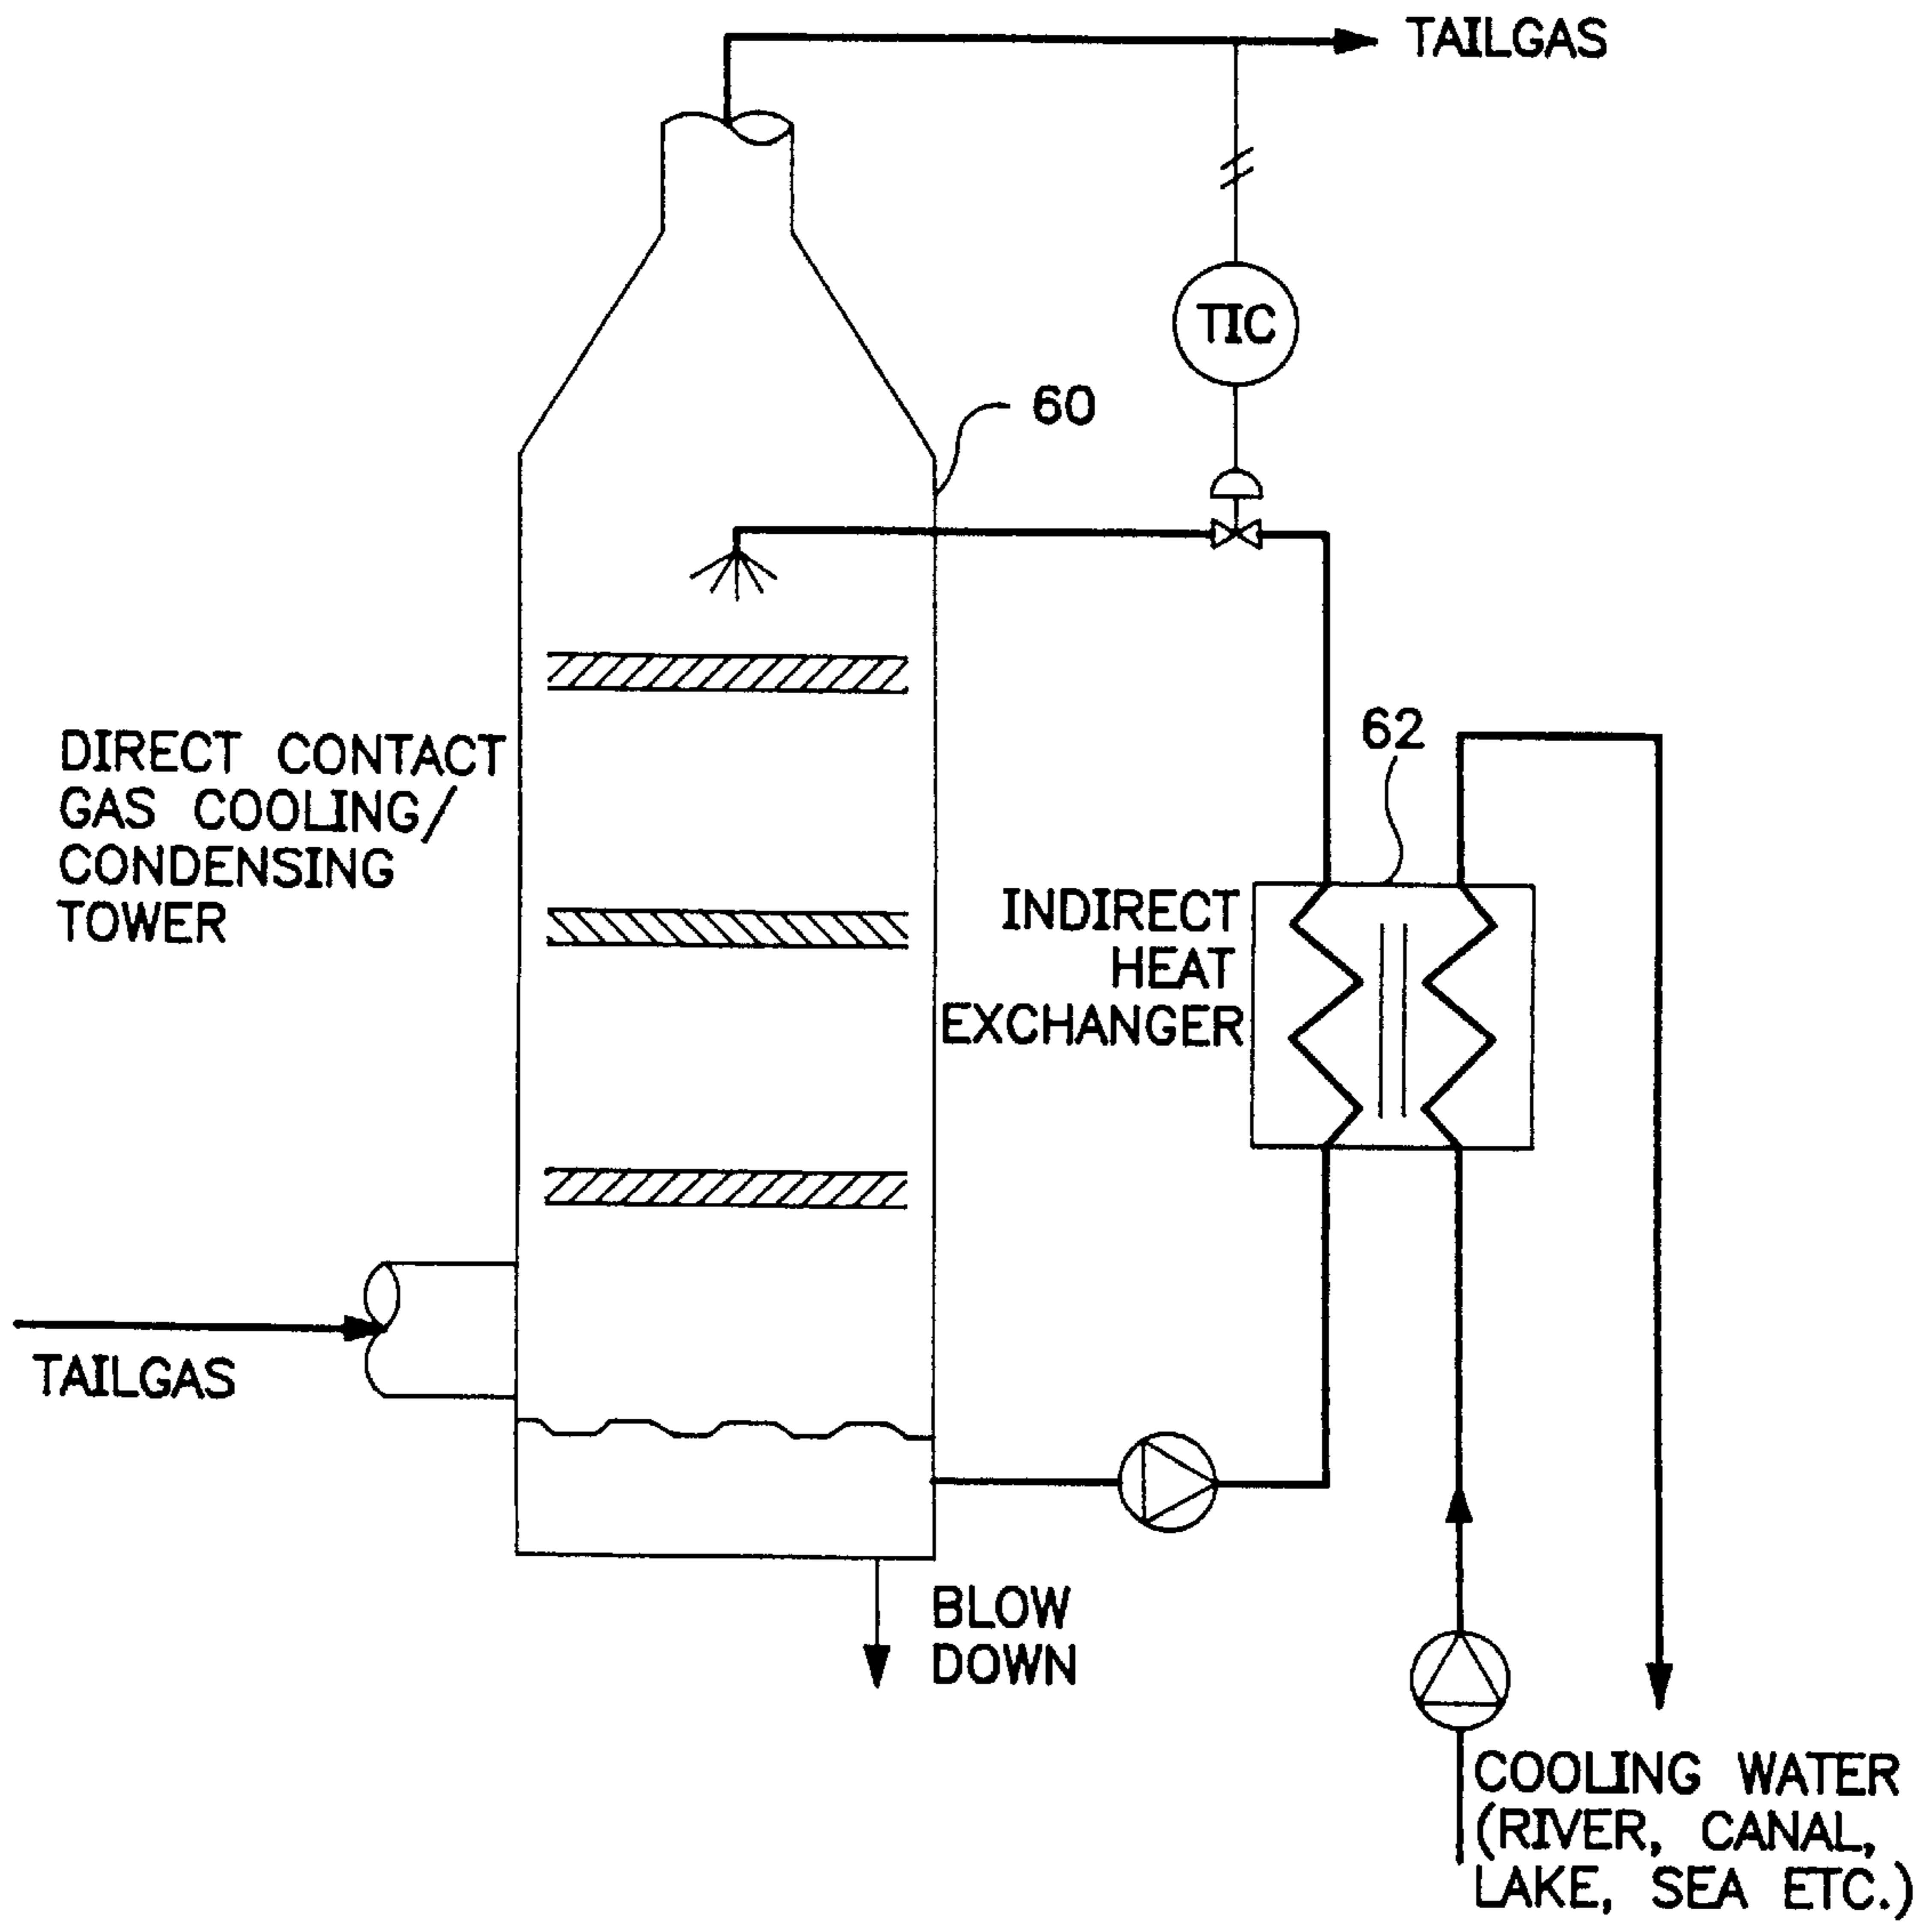 TAILGAS
TIC
60
DIRECT CONTACT
GAS COOLING/
CONDENSING
TOWER
62
INDIRECT
HEAT
EXCHANGER
TAILGAS
BLOW
DOWN
COOLING WATER
(RIVER, CANAL,
LAKE, SEA ETC.)